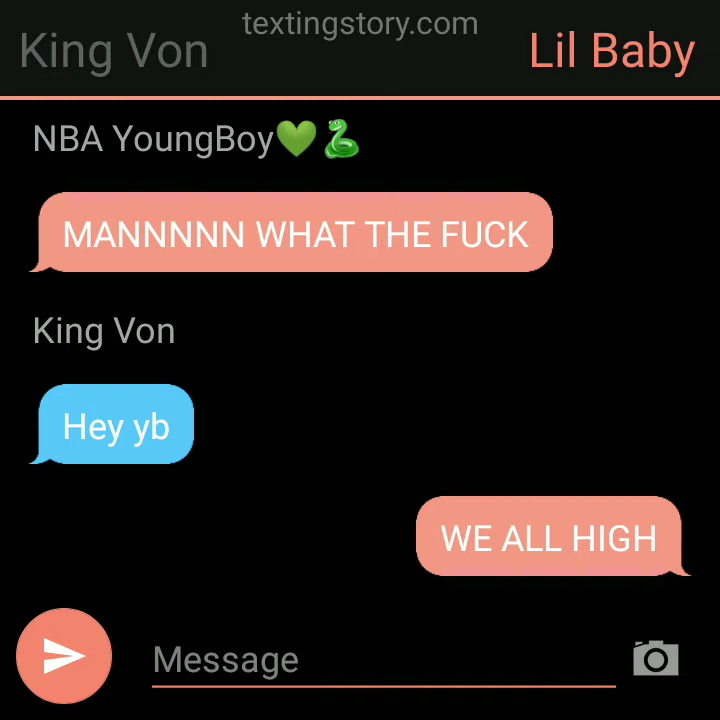 textingstory.com
King Von Lil Baby
NBA YoungBoy💚🐍
MANNNNN WHAT THE FUCK
King Von
Hey yb
WE ALL HIGH
Message